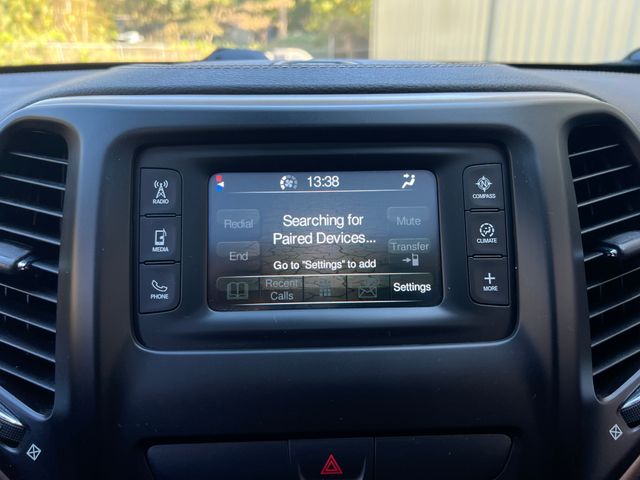 13:38
Searching for
Paired Devices...
Go to "Settings" to add
Redial
End
Mute
Transfer
Recent
Calls
Settings
RADIO
MEDIA
PHONE
COMPASS
CLIMATE
MORE